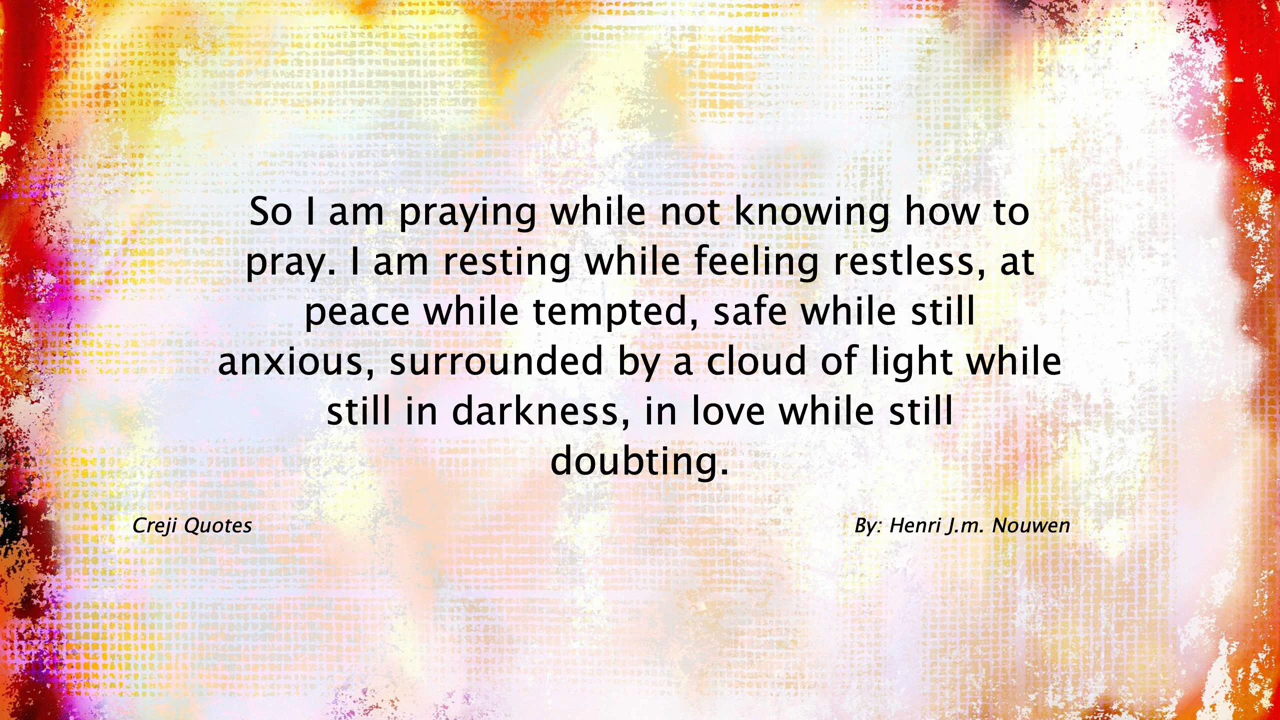 So I am praying while not knowing how to
pray. I am resting while feeling restless, at
peace while tempted, safe while still
anxious, surrounded by a cloud of light while
still in darkness, in love while still
doubting.
Creji Quotes
By: Henri J.m. Nouwen